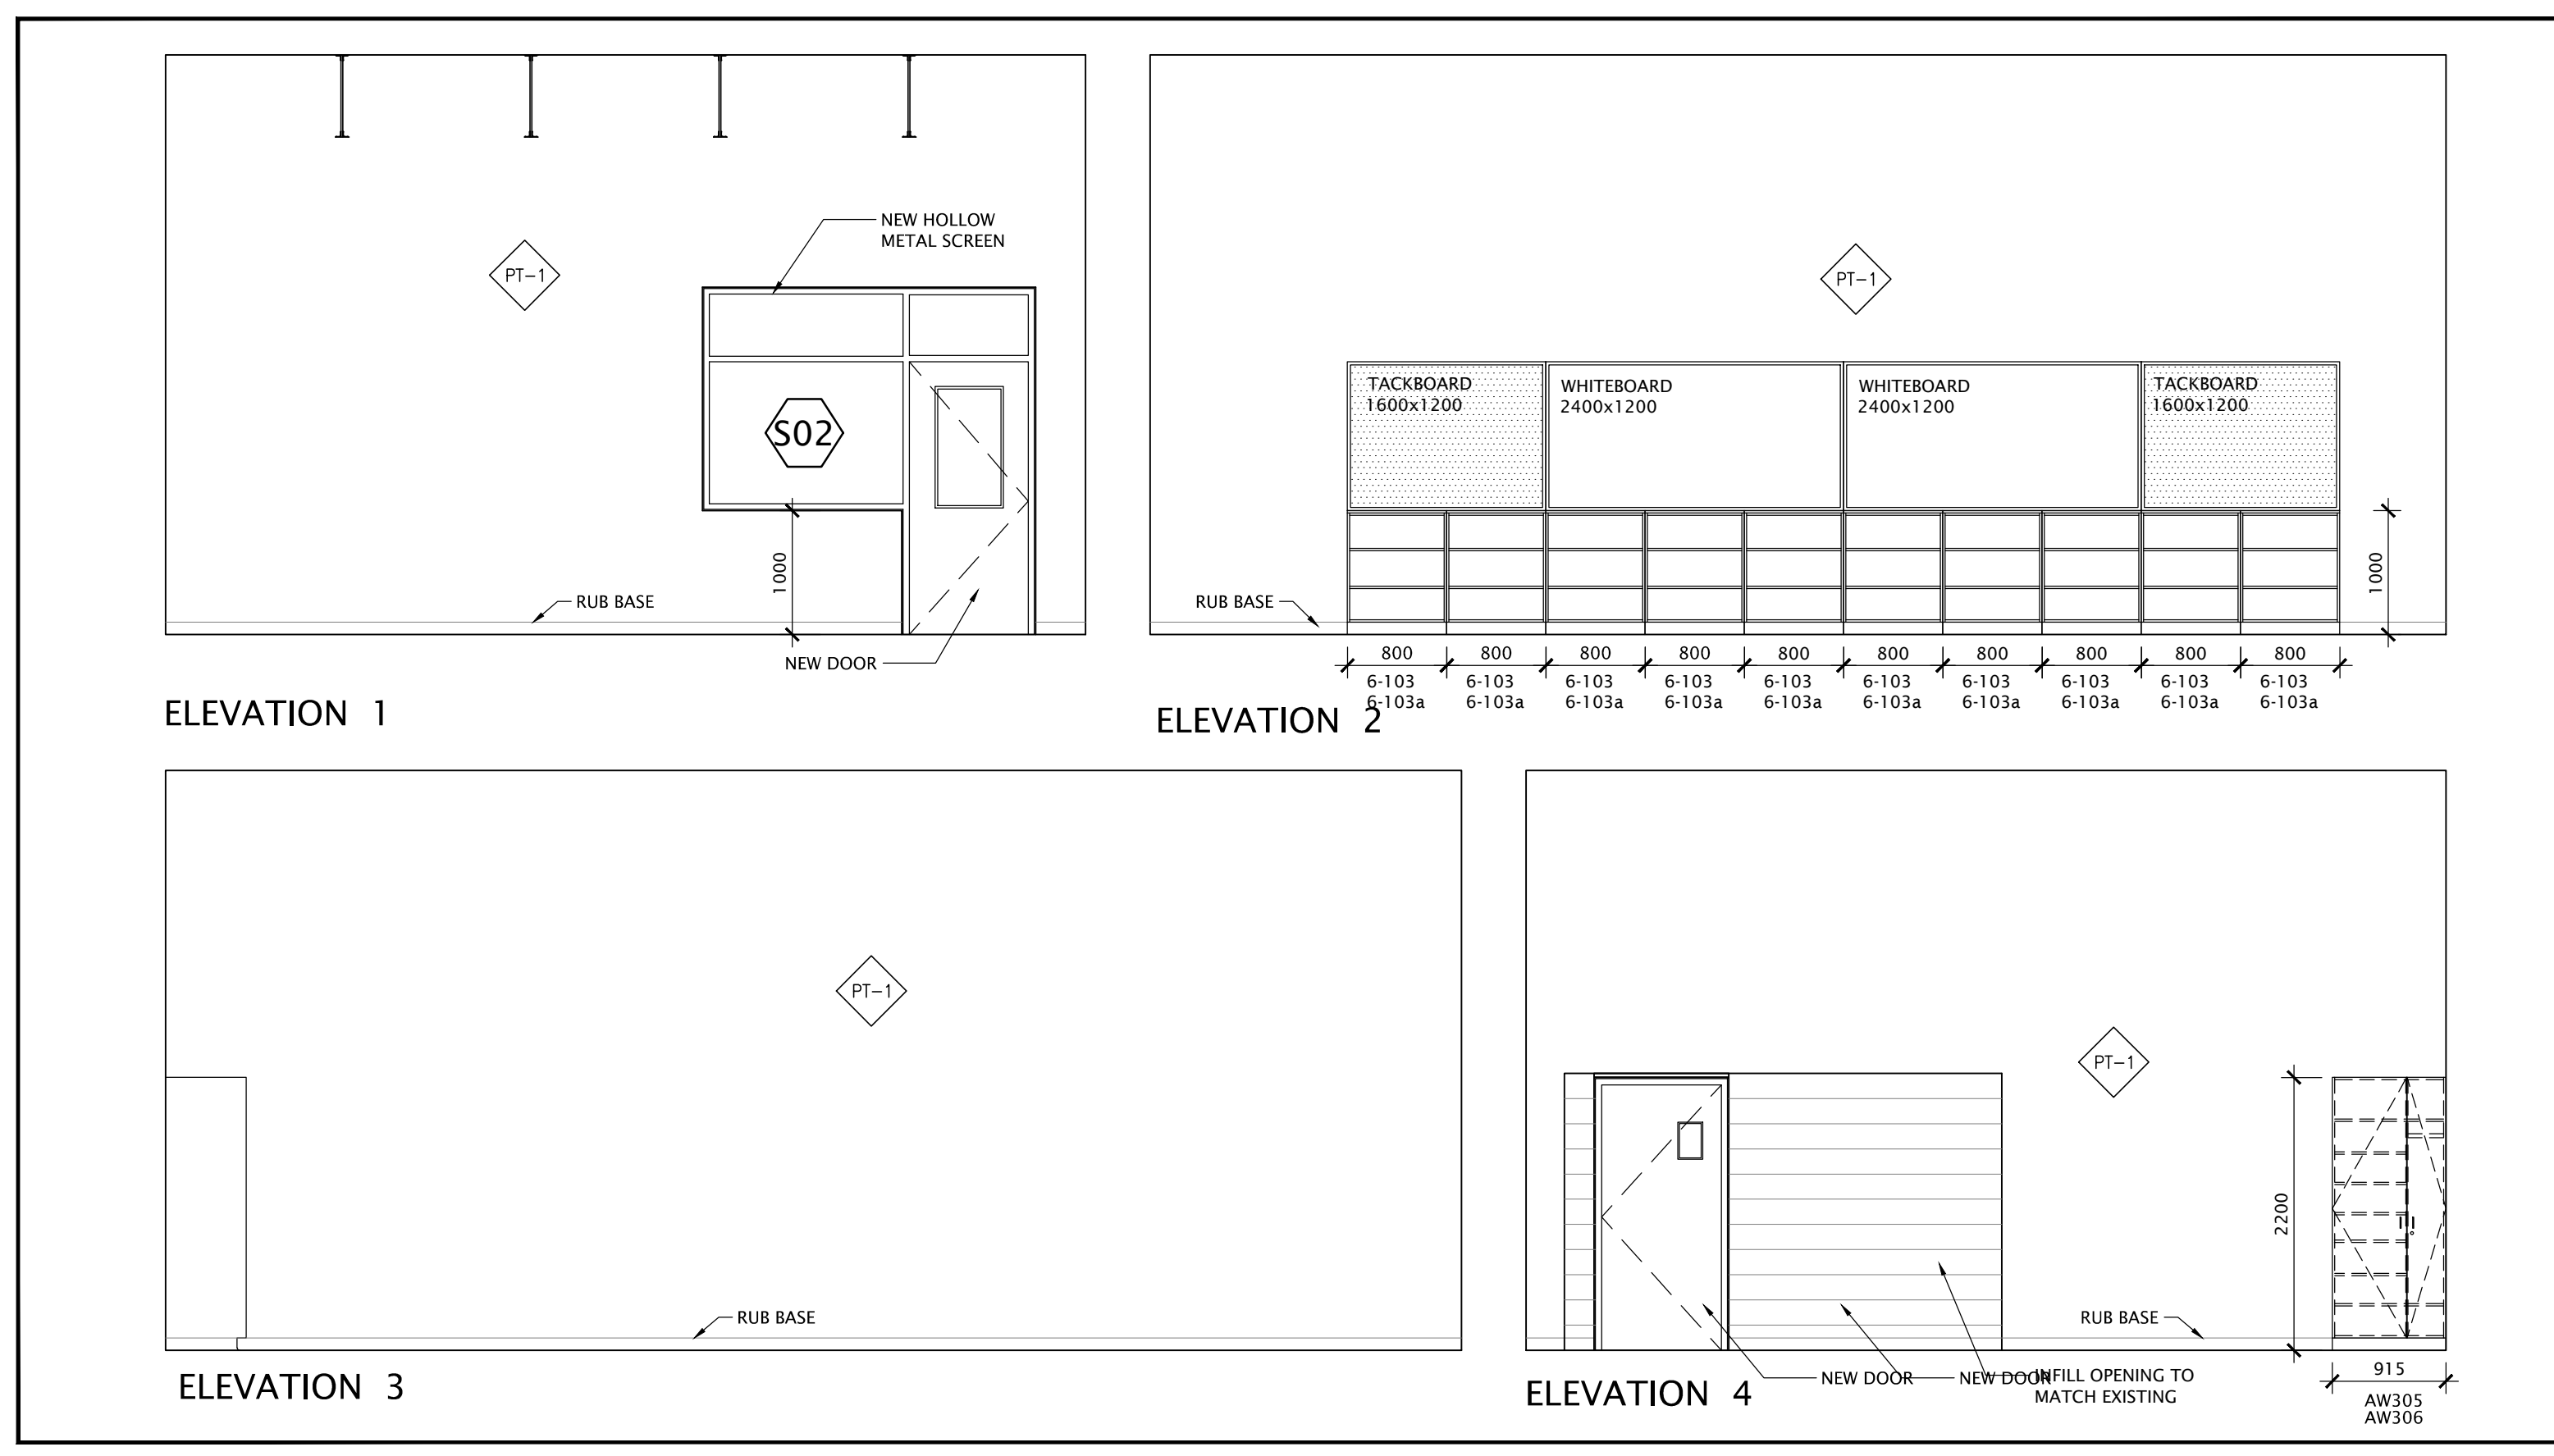 NEW HOLLOW
METAL SCREEN
PT-1
S02
1000
RUB BASE
NEW DOOR
ELEVATION 1
PT-1
TACKBOARD
1600x1200
WHITEBOARD
2400x1200
WHITEBOARD
2400x1200
TACKBOARD
1600x1200
1000
RUB BASE
800 800 800 800 800 800 800 800 800 800
6-103 6-103 6-103 6-103 6-103 6-103 6-103 6-103 6-103 6-103
6-103a 6-103a 6-103a 6-103a 6-103a 6-103a 6-103a 6-103a 6-103a 6-103a
ELEVATION 2
PT-1
RUB BASE
ELEVATION 3
PT-1
2200
RUB BASE
NEW DOOR
NEW DOOR
INFILL OPENING TO
MATCH EXISTING
915
AW305
AW306
ELEVATION 4